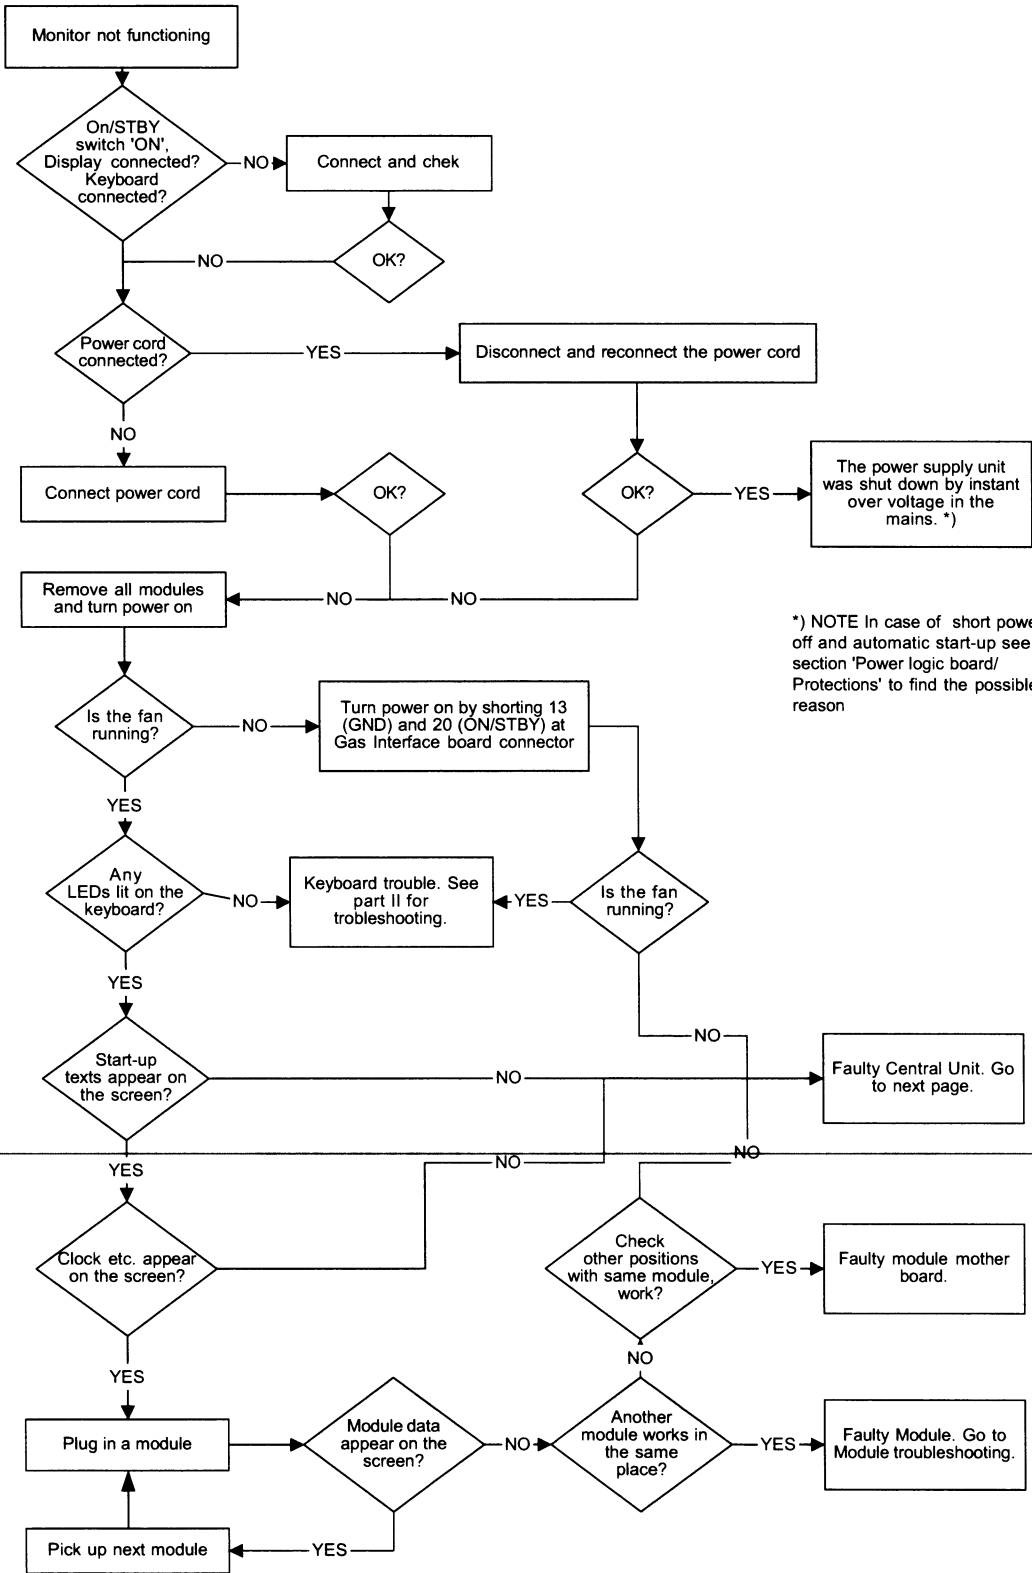 Monitor not functioning
On/STBY
switch 'ON',
Display connected?
Keyboard
connected?
NO
Connect and chek
OK?
NO
Power cord
connected?
YES
Disconnect and reconnect the power cord
NO
Connect power cord
OK?
OK?
YES
The power supply unit
was shut down by instant
over voltage in the
mains. *)
Remove all modules
and turn power on
NO
NO
*) NOTE In case of short powe
off and automatic start-up see
section 'Power logic board/
Protections' to find the possible
reason
Is the fan
running?
NO
Turn power on by shorting 13
(GND) and 20 (ON/STBY) at
Gas Interface board connector
YES
Any
LEDs lit on the
keyboard?
NO
Keyboard trouble. See
part II for
trobleshooting.
YES
Is the fan
running?
YES
NO
Start-up
texts appear on
the screen?
NO
Faulty Central Unit. Go
to next page.
YES
NO
NO
Clock etc. appear
on the screen?
Check
other positions
with same module,
work?
YES
Faulty module mother
board.
YES
NO
Plug in a module
Module data
appear on the
screen?
NO
Another
module works in
the same
place?
YES
Faulty Module. Go to
Module troubleshooting.
Pick up next module
YES